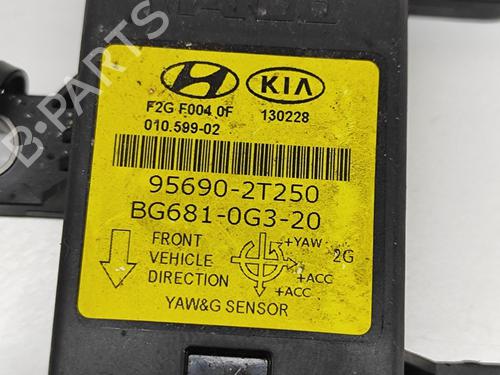 B-PARTS
KIA
F2G F004 0F 130228
010.599-02
95690-2T250
BG681-0G3-20
FRONT
VEHICLE
DIRECTION
+YAW 2G
+ACC
+ACC
YAW&G SENSOR